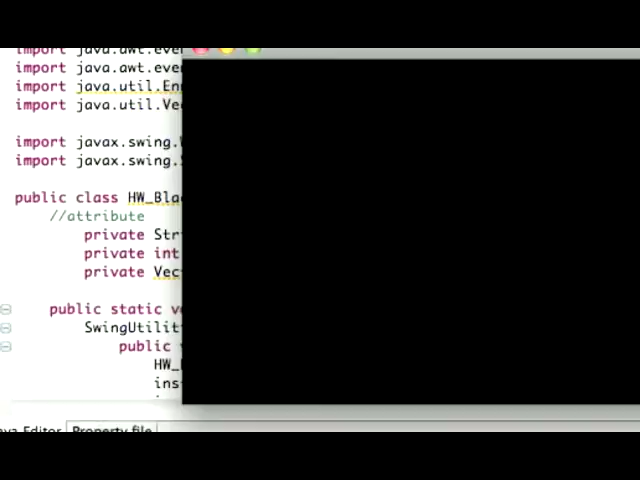 import java.awt.eve
import java.awt.eve
import java.util.En
import java.util.Ve
import javax.swing.
import javax.swing.
public class HW_Bla
//attribute
private Str
private int
private Vec
public static v
SwingUtilit
public v
HW_
ins
ava Editor Property file